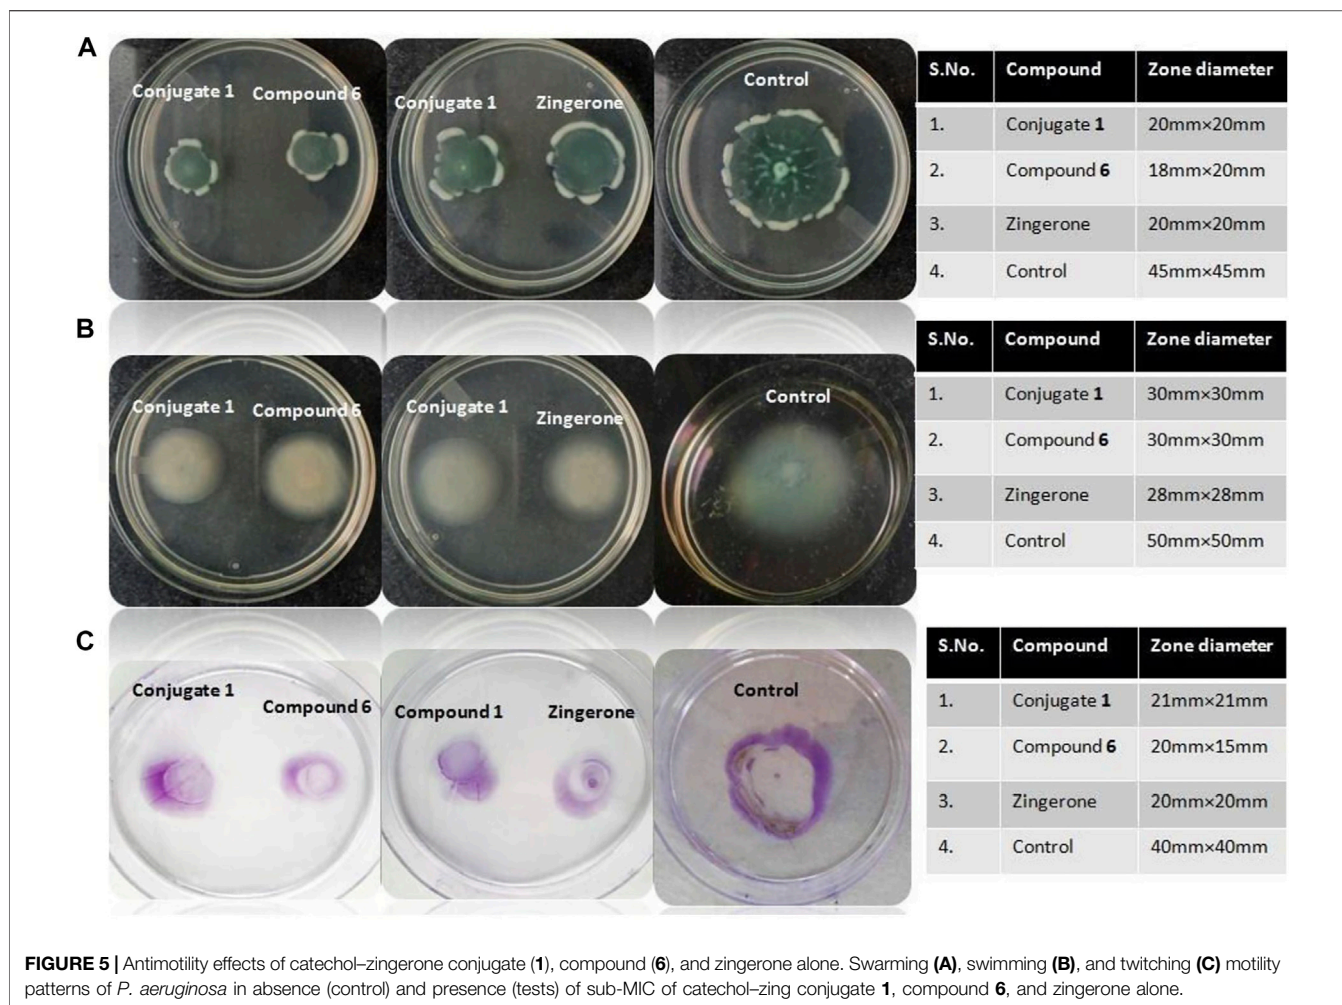 A
Conjugate 1
Compound 6
Conjugate 1
Zingerone
Control
S.No. Compound Zone diameter
1. Conjugate 1 20mm×20mm
2. Compound 6 18mm×20mm
3. Zingerone 20mm×20mm
4. Control 45mm×45mm
B
Conjugate 1
Compound 6
Conjugate 1
Zingerone
Control
S.No. Compound Zone diameter
1. Conjugate 1 30mm×30mm
2. Compound 6 30mm×30mm
3. Zingerone 28mm×28mm
4. Control 50mm×50mm
C
Conjugate 1
Compound 6
Compound 1
Zingerone
Control
S.No. Compound Zone diameter
1. Conjugate 1 21mm×21mm
2. Compound 6 20mm×15mm
3. Zingerone 20mm×20mm
4. Control 40mm×40mm
FIGURE 5 | Antimotility effects of catechol–zingerone conjugate (1), compound (6), and zingerone alone. Swarming (A), swimming (B), and twitching (C) motility
patterns of P. aeruginosa in absence (control) and presence (tests) of sub-MIC of catechol–zing conjugate 1, compound 6, and zingerone alone.